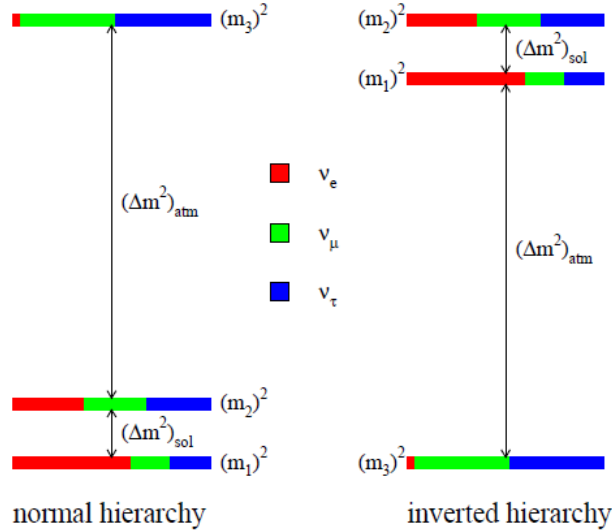 (m₃)²
(Δm²)atm
(m₂)²
(Δm²)sol
(m₁)²
normal hierarchy
νe
νμ
ντ
(m₂)²
(Δm²)sol
(m₁)²
(Δm²)atm
(m₃)²
inverted hierarchy